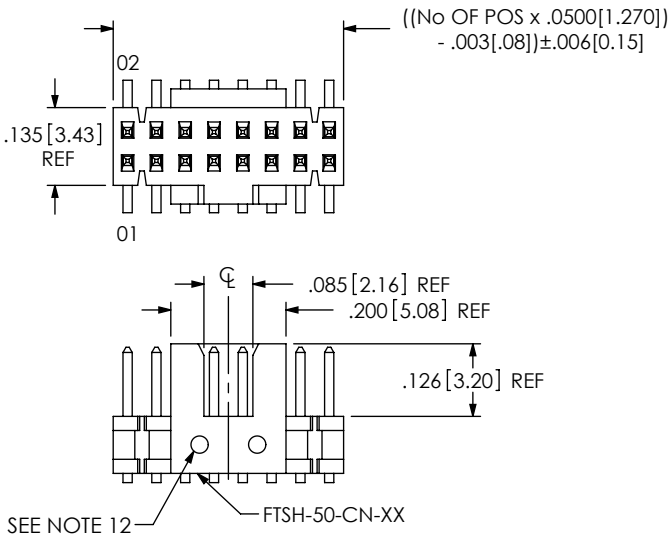 ((No OF POS x .0500[1.270])
- .003[.08])±.006[0.15]
02
.135[3.43]
REF
01
℄
.085[2.16] REF
.200[5.08] REF
.126[3.20] REF
SEE NOTE 12
FTSH-50-CN-XX